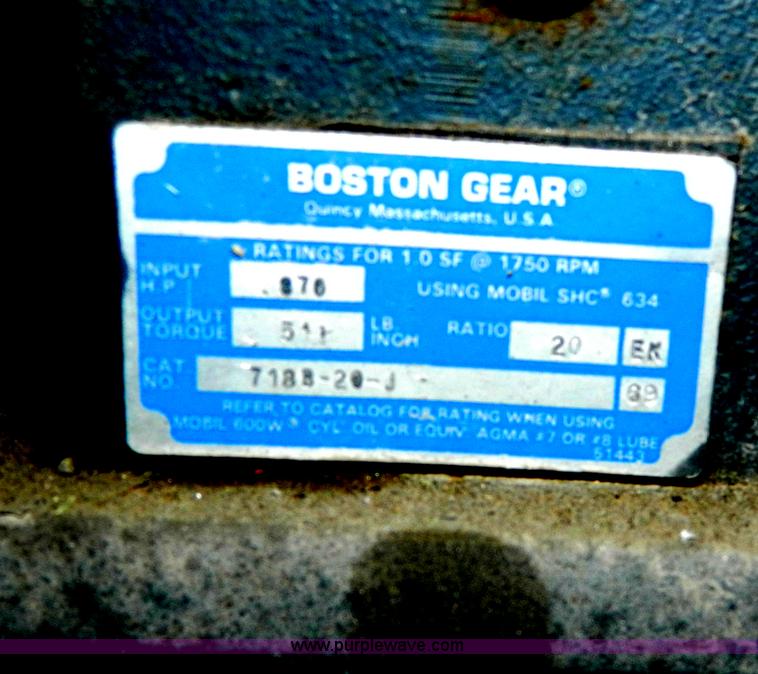 BOSTON GEAR®
Quincy Massachusetts, U.S.A.
RATINGS FOR 1.0 SF @ 1750 RPM
INPUT H.P. .876 USING MOBIL SHC® 634
OUTPUT TORQUE LB INCH RATIO 20 EK
CAT. NO. 718B-20-J 69
REFER TO CATALOG FOR RATING WHEN USING
MOBIL 600W® CYL OIL OR EQUIV AGMA #7 OR #8 LUBE
51443
www.purplewave.com